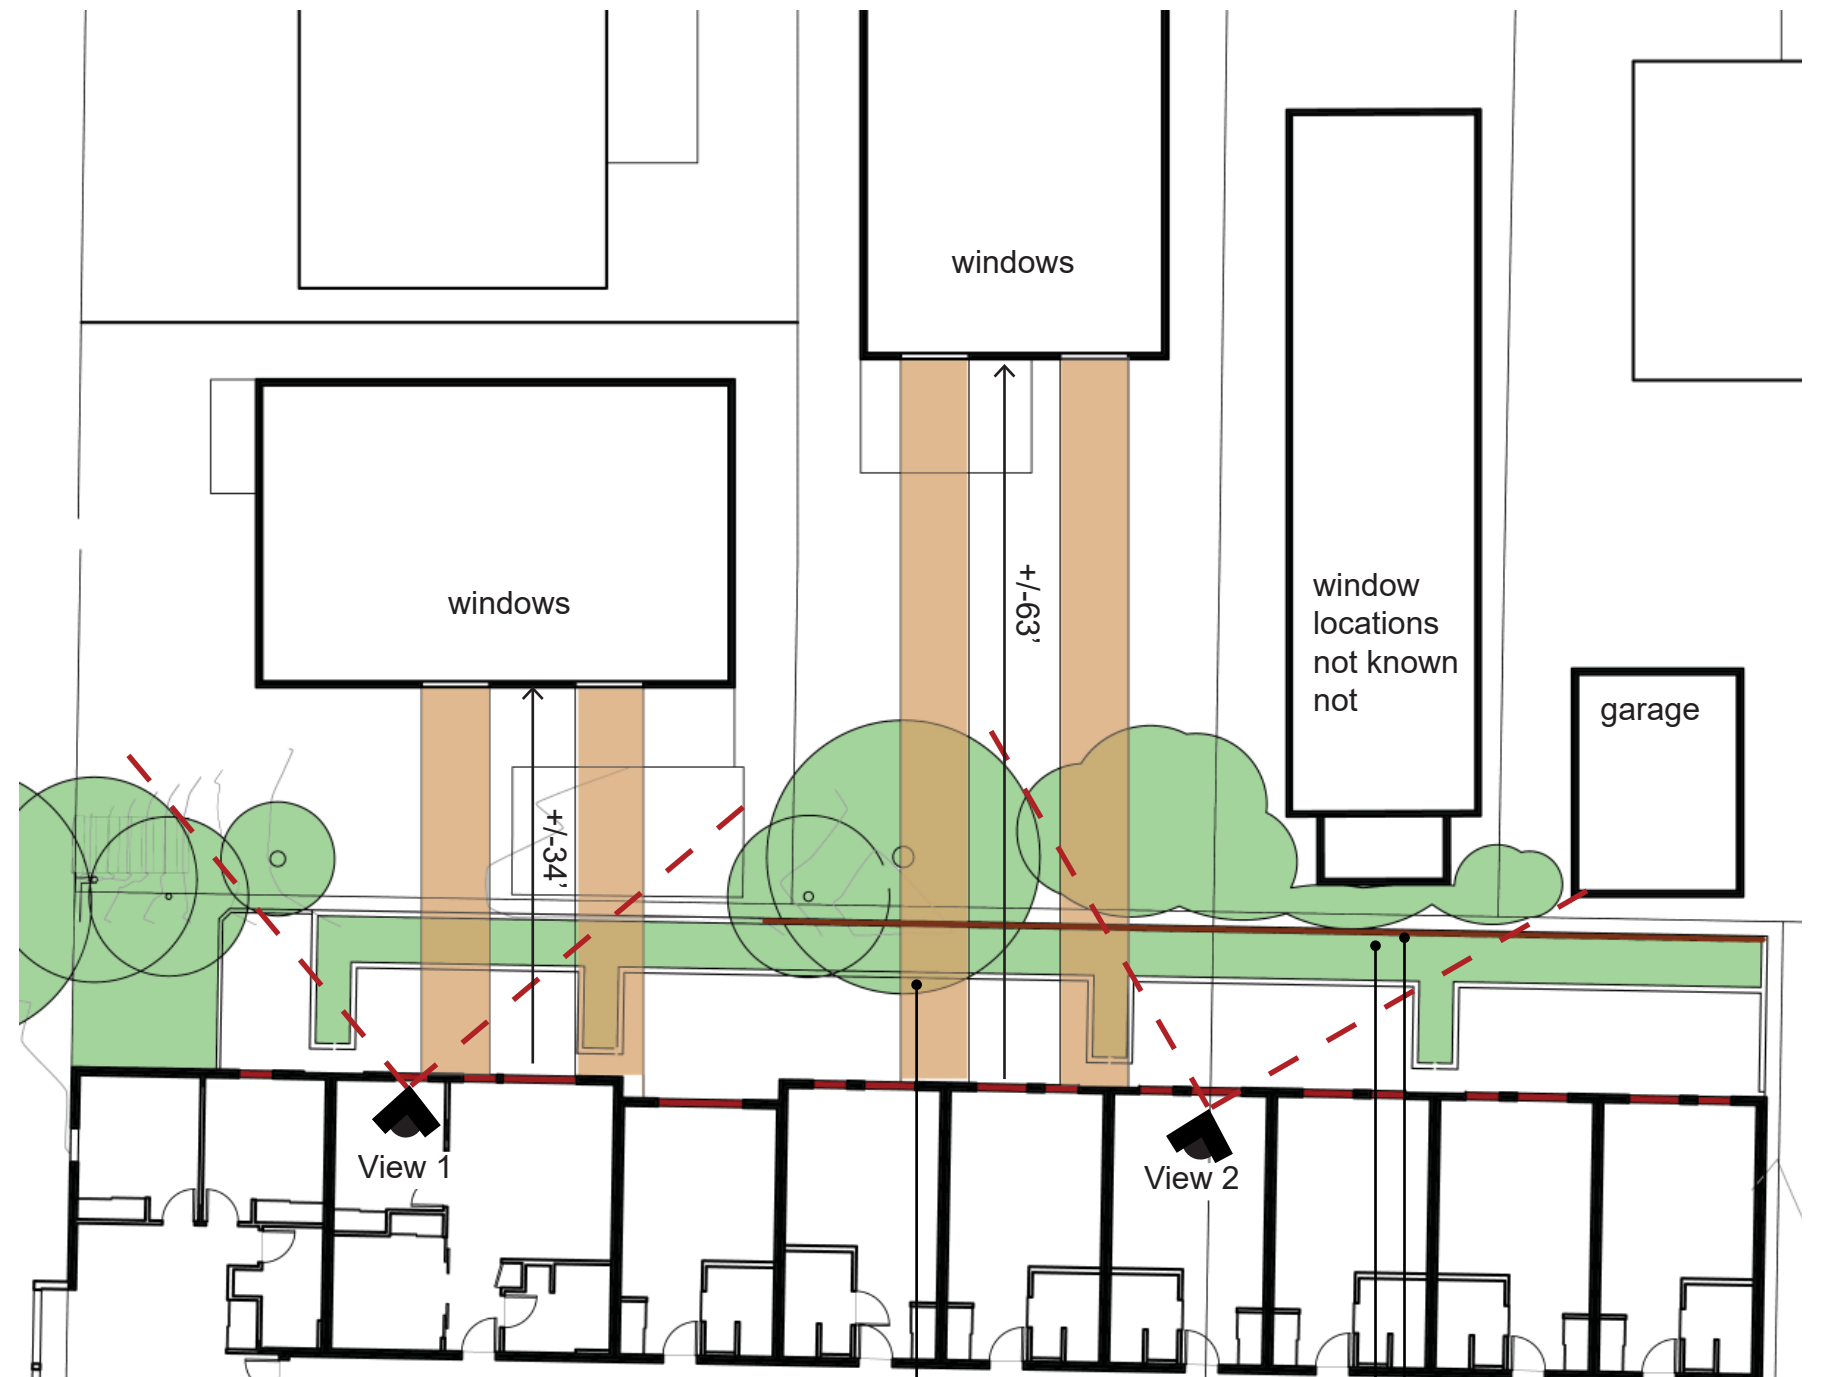 windows
windows
+/-63’
window
locations
not known
not
garage
+/-34’
View 1
View 2